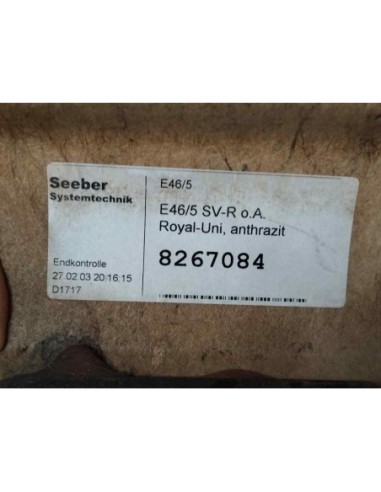 Seeber
Systemtechnik
Endkontrolle
27.02.03 20:16:15
D1717
E46/5
E46/5 SV-R o.A.
Royal-Uni, anthrazit
8267084